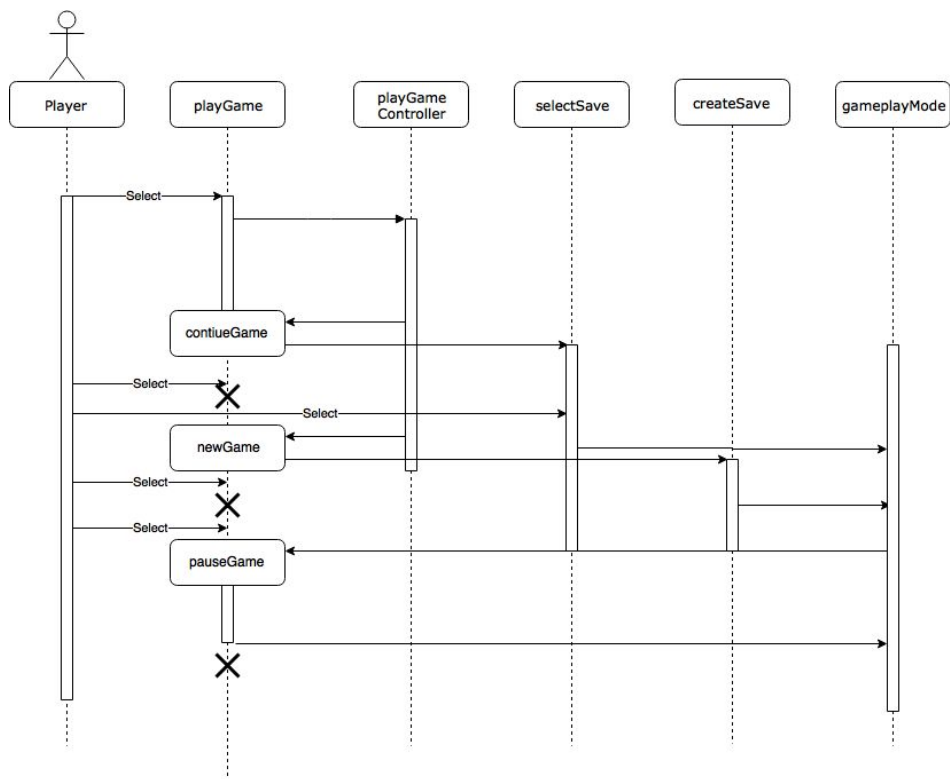 Player
playGame
playGame
Controller
selectSave
createSave
gameplayMode
Select
contiueGame
Select
Select
newGame
Select
Select
pauseGame